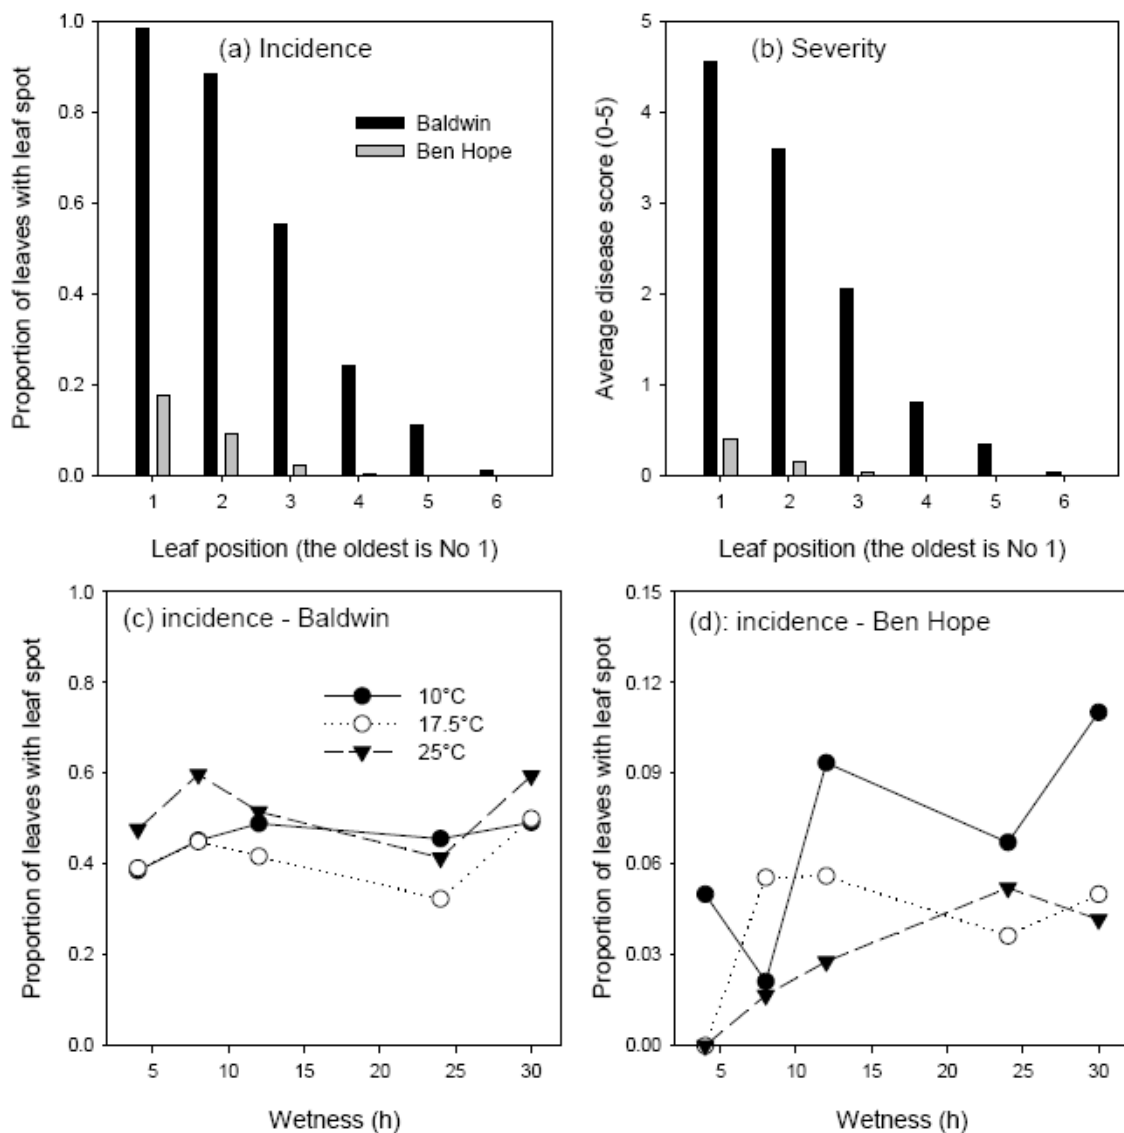 (a) Incidence
Proportion of leaves with leaf spot
1.0
0.8
0.6
0.4
0.2
0.0
Baldwin
Ben Hope
1 2 3 4 5 6
Leaf position (the oldest is No 1)
(b) Severity
Average disease score (0-5)
5
4
3
2
1
0
1 2 3 4 5 6
Leaf position (the oldest is No 1)
(c) incidence - Baldwin
Proportion of leaves with leaf spot
1.0
0.8
0.6
0.4
0.2
0.0
10°C
17.5°C
25°C
5 10 15 20 25 30
Wetness (h)
(d): incidence - Ben Hope
Proportion of leaves with leaf spot
0.15
0.12
0.09
0.06
0.03
0.00
5 10 15 20 25 30
Wetness (h)